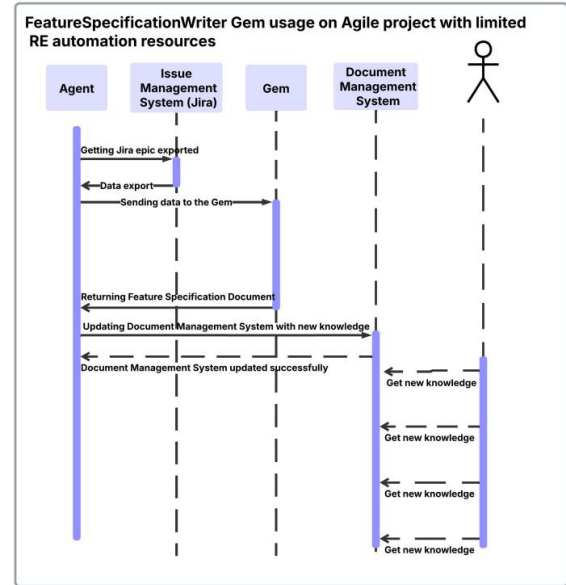 FeatureSpecificationWriter Gem usage on Agile project with limited
RE automation resources
Agent
Issue
Management
System (Jira)
Gem
Document
Management
System
Getting Jira epic exported
Data export
Sending data to the Gem
Returning Feature Specification Document
Updating Document Management System with new knowledge
Document Management System updated successfully
Get new knowledge
Get new knowledge
Get new knowledge
Get new knowledge